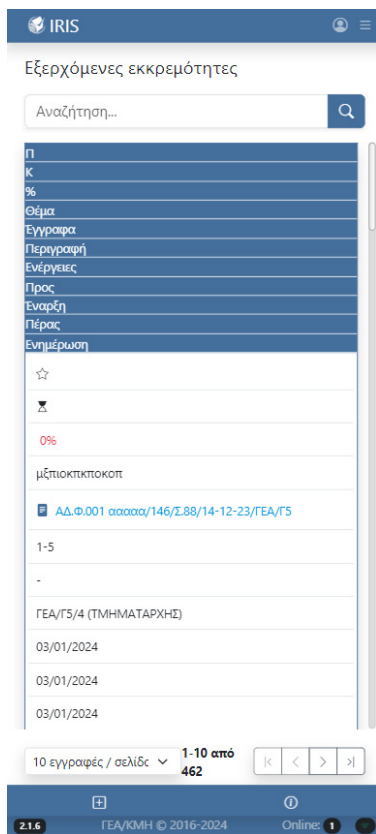 IRIS
Εξερχόμενες εκκρεμότητες
Αναζήτηση...
Π
Κ
%
Θέμα
Έγγραφα
Περιγραφή
Ενέργειες
Προς
Έναρξη
Πέρας
Ενημέρωση
0%
μξπιοκπκποκοπ
ΑΔ.Φ.001 ααααα/146/Σ.88/14-12-23/ΓΕΑ/Γ5
1-5
-
ΓΕΑ/Γ5/4 (ΤΜΗΜΑΤΑΡΧΗΣ)
03/01/2024
03/01/2024
03/01/2024
10 εγγραφές / σελίδα 1-10 από
462
2.1.6 ΓΕΑ/ΚΜΗ © 2016-2024 Online: 1